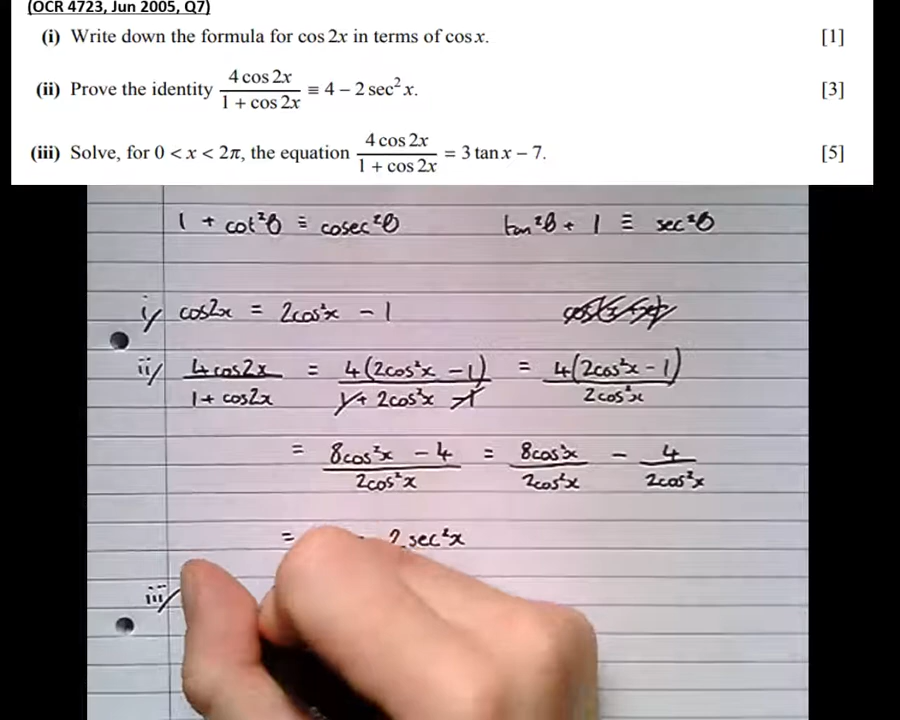 (OCR 4723, Jun 2005, Q7)
(i) Write down the formula for cos 2x in terms of cos x. [1]
(ii) Prove the identity 4 cos 2x / 1 + cos 2x ≡ 4 − 2 sec² x. [3]
(iii) Solve, for 0 < x < 2π, the equation 4 cos 2x / 1 + cos 2x = 3 tan x − 7. [5]
1 + cot²θ ≡ cosec²θ tan²θ + 1 ≡ sec²θ
i/ cos2x = 2cos²x − 1
ii/ 4cos2x / 1 + cos2x = 4(2cos²x − 1) / 1 + 2cos²x − 1 = 4(2cos²x − 1) / 2cos²x
= 8cos²x − 4 / 2cos²x = 8cos²x / 2cos²x − 4 / 2cos²x
= 2sec²x
iii/